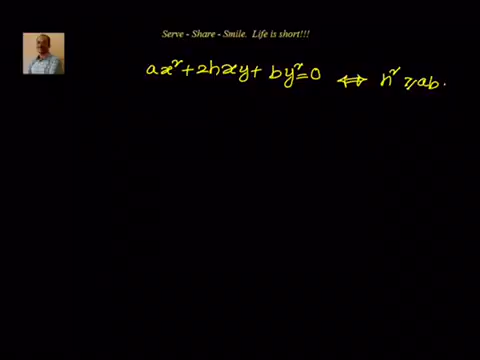 Serve - Share - Smile. Life is short!!!
ax² + 2hxy + by² = 0 ⟺ h² ≥ ab.